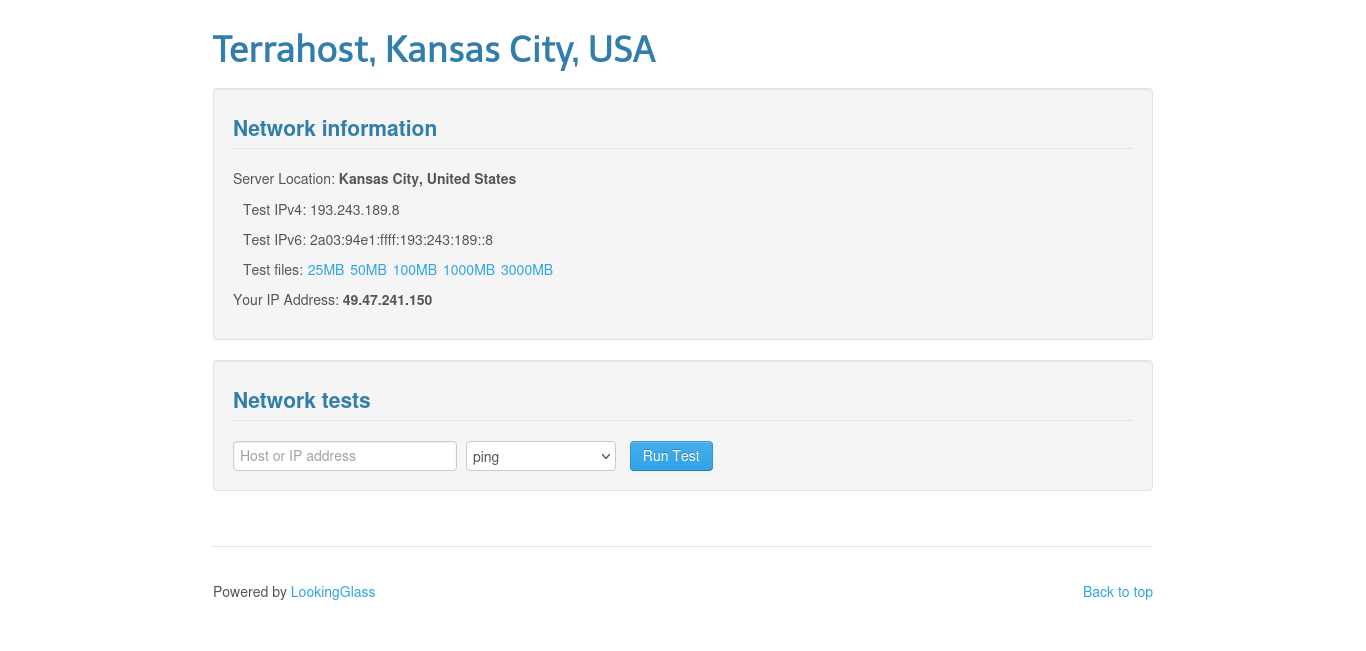 Terrahost, Kansas City, USA
Network information
Server Location: Kansas City, United States
Test IPv4: 193.243.189.8
Test IPv6: 2a03:94e1:ffff:193:243:189::8
Test files: 25MB 50MB 100MB 1000MB 3000MB
Your IP Address: 49.47.241.150
Network tests
Host or IP address ping Run Test
Powered by LookingGlass Back to top